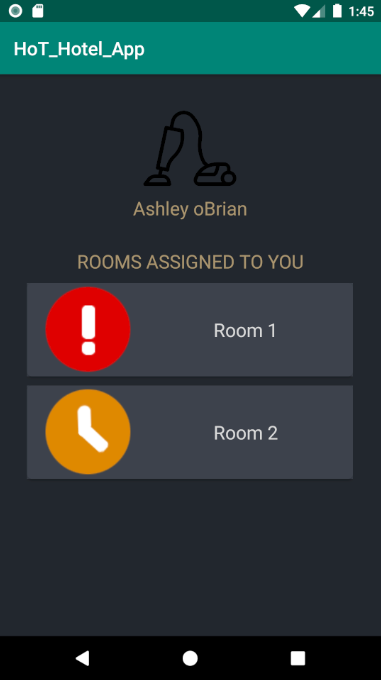 1:45
HoT_Hotel_App
Ashley oBrian
ROOMS ASSIGNED TO YOU
Room 1
Room 2